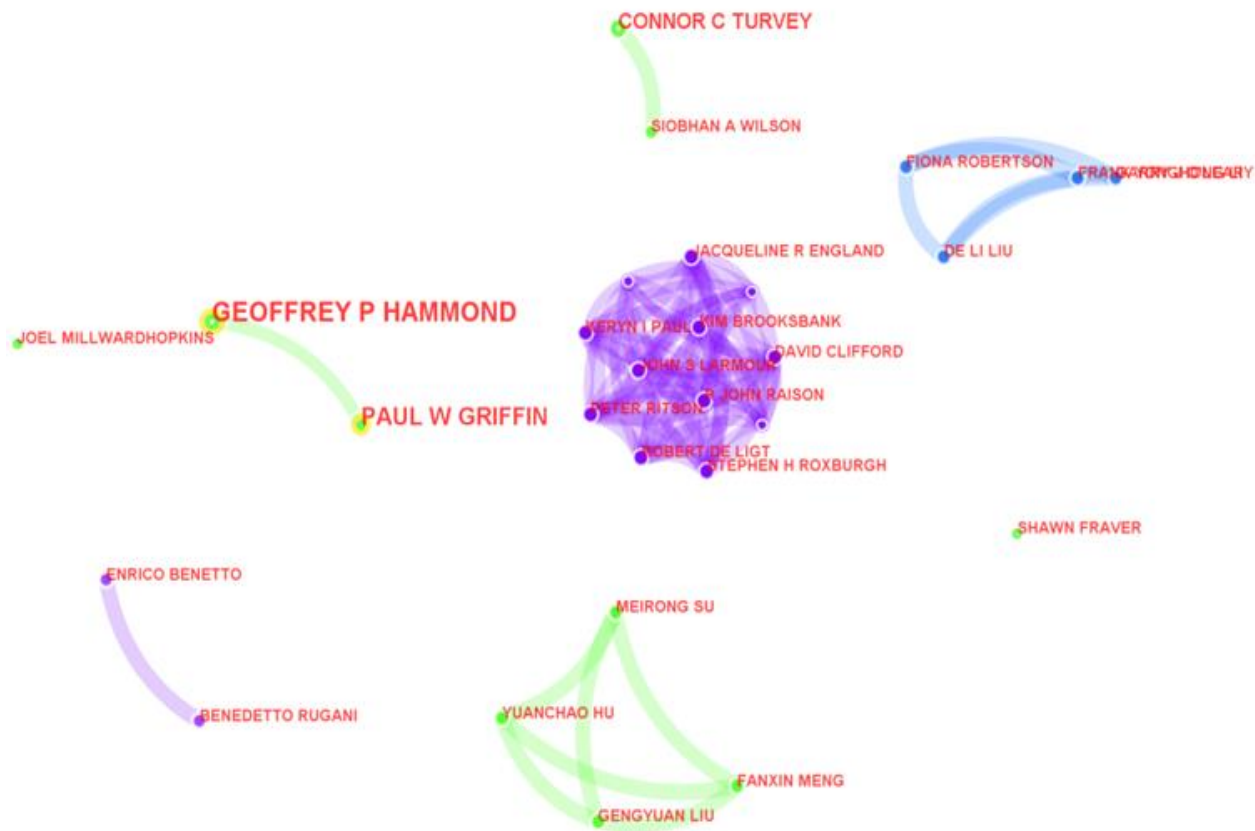 CONNOR C TURVEY
SIOBHAN A WILSON
FIONA ROBERTSON
DE LI LIU
JACQUELINE R ENGLAND
GEOFFREY P HAMMOND
KERYN I PAUL
KIM BROOKSBANK
JOEL MILLWARDHOPKINS
DAVID CLIFFORD
JOHN S LARMOUR
R JOHN RAISON
PAUL W GRIFFIN
PETER RITSON
ROBERT DE LIGT
STEPHEN H ROXBURGH
SHAWN FRAVER
ENRICO BENETTO
MEIRONG SU
BENEDETTO RUGANI
YUANCHAO HU
FANXIN MENG
GENGYUAN LIU